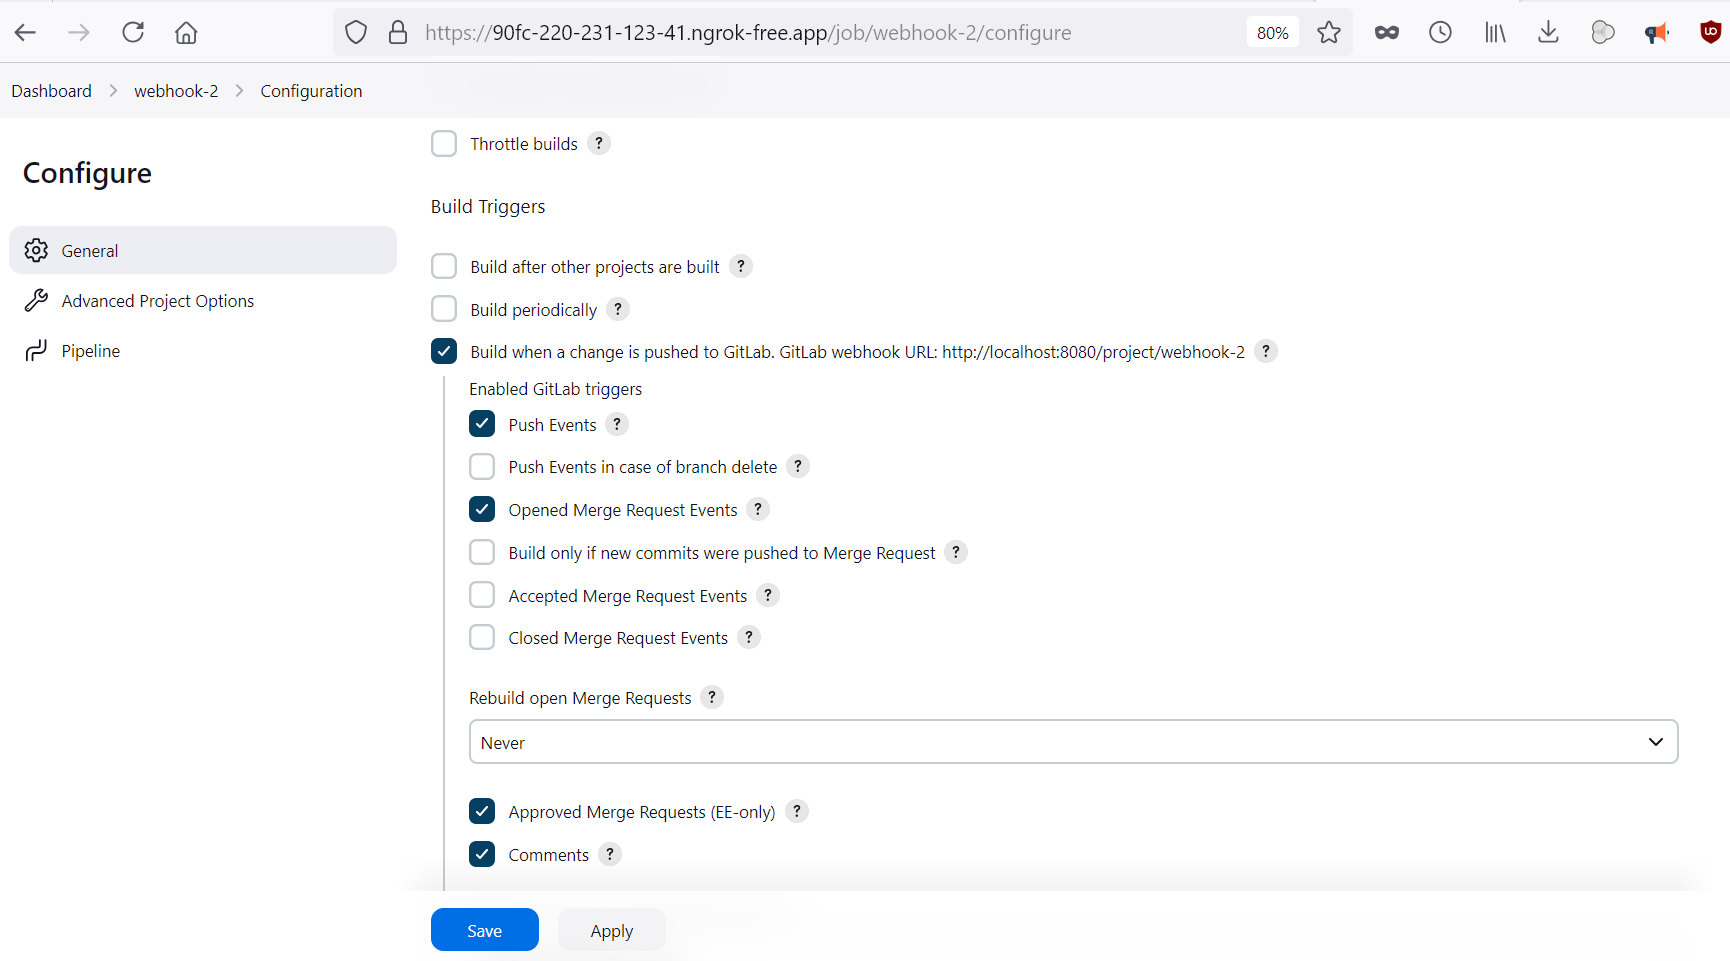 https://90fc-220-231-123-41.ngrok-free.app/job/webhook-2/configure 80%
Dashboard webhook-2 Configuration
Throttle builds ?
Configure
Build Triggers
General
Advanced Project Options
Pipeline
Build after other projects are built ?
Build periodically ?
Build when a change is pushed to GitLab. GitLab webhook URL: http://localhost:8080/project/webhook-2 ?
Enabled GitLab triggers
Push Events ?
Push Events in case of branch delete ?
Opened Merge Request Events ?
Build only if new commits were pushed to Merge Request ?
Accepted Merge Request Events ?
Closed Merge Request Events ?
Rebuild open Merge Requests ?
Never
Approved Merge Requests (EE-only) ?
Comments ?
Save Apply